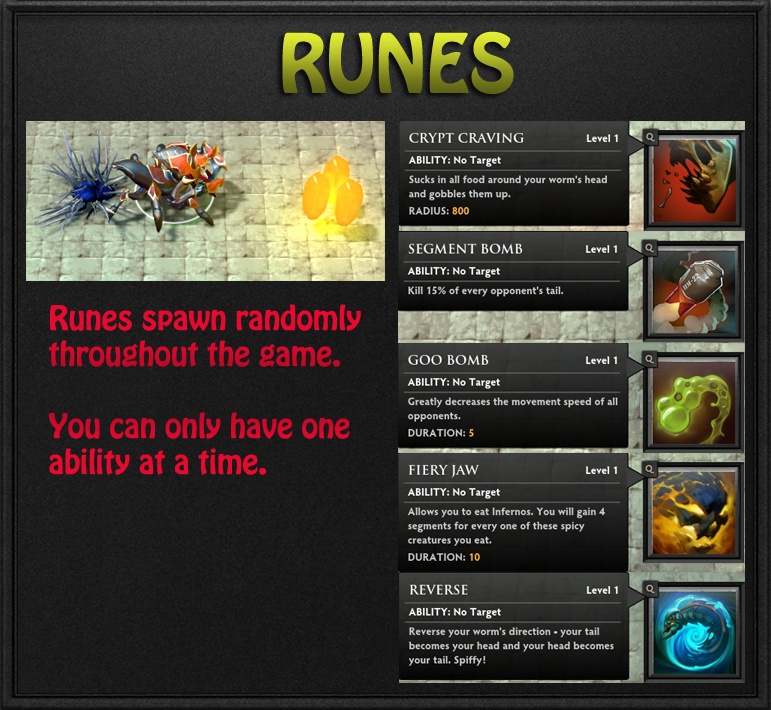 RUNES
Runes spawn randomly
throughout the game.
You can only have one
ability at a time.
CRYPT CRAVING Level 1 Q
ABILITY: No Target
Sucks in all food around your worm's head
and gobbles them up.
RADIUS: 800
SEGMENT BOMB Level 1 Q
ABILITY: No Target
Kill 15% of every opponent's tail.
GOO BOMB Level 1 Q
ABILITY: No Target
Greatly decreases the movement speed of all
opponents.
DURATION: 5
FIERY JAW Level 1 Q
ABILITY: No Target
Allows you to eat Infernos. You will gain 4
segments for every one of these spicy
creatures you eat.
DURATION: 10
REVERSE Level 1 Q
ABILITY: No Target
Reverse your worm's direction - your tail
becomes your head and your head becomes
your tail. Spiffy!